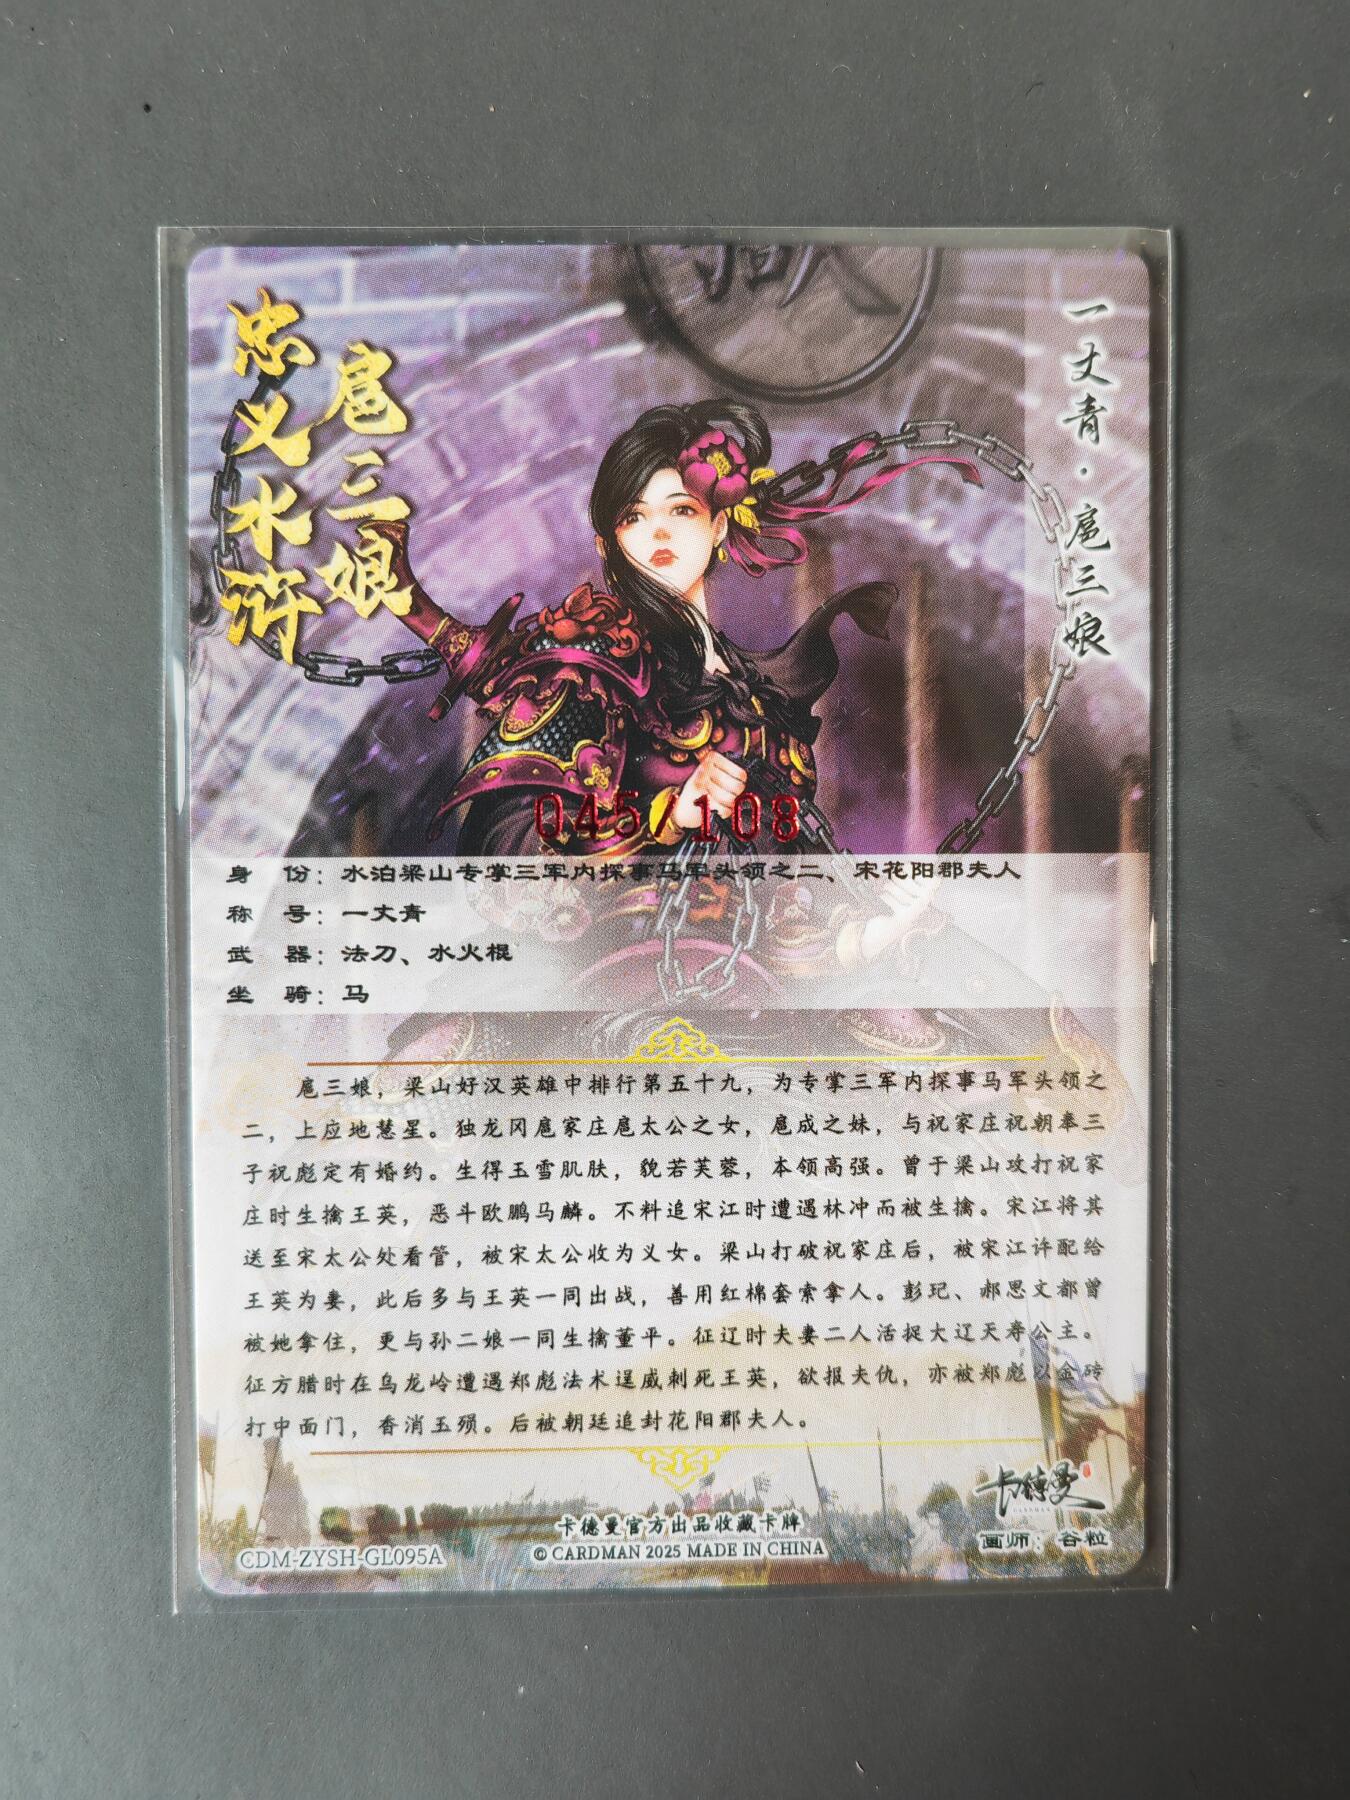 忠义水浒
扈三娘
一丈青·扈三娘
045/108
身 份：水泊梁山专掌三军内探事马军头领之二、宋花阳郡夫人
称 号：一丈青
武 器：法刀、水火棍
坐 骑：马
扈三娘，梁山好汉英雄中排行第五十九，为专掌三军内探事马军头领之
二，上应地慧星。独龙冈扈家庄扈太公之女，扈成之妹，与祝家庄祝朝奉三
子祝彪定有婚约。生得玉雪肌肤，貌若芙蓉，本领高强。曾于梁山攻打祝家
庄时生擒王英，恶斗欧鹏马麟。不料追宋江时遭遇林冲而被生擒。宋江将其
送至宋太公处看管，被宋太公收为义女。梁山打破祝家庄后，被宋江许配给
王英为妻，此后多与王英一同出战，善用红棉套索拿人。彭玘、郝思文都曾
被她拿住，更与孙二娘一同生擒董平。征辽时夫妻二人活捉大辽天寿公主。
征方腊时在乌龙岭遭遇郑彪法术逞威刺死王英，欲报夫仇，亦被郑彪以金砖
打中面门，香消玉殒。后被朝廷追封花阳郡夫人。
卡德曼
CARDMAN
画师：谷粒
卡德曼官方出品收藏卡牌
© CARDMAN 2025 MADE IN CHINA
CDM-ZYSH-GL095A